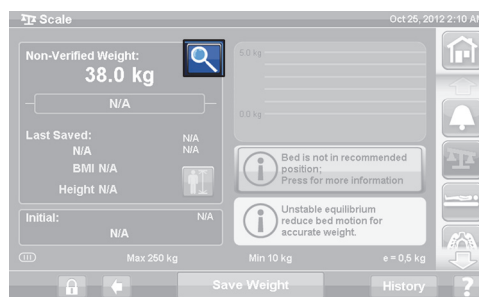 Scale
Oct 25, 2012 2:10 AM
Non-Verified Weight:
38.0 kg
N/A
Last Saved:
N/A
N/A
N/A
BMI N/A
Height N/A
Initial:
N/A
N/A
5.0 kg
0.0 kg
Bed is not in recommended
position;
Press for more information
Unstable equilibrium
reduce bed motion for
accurate weight.
Max 250 kg
Min 10 kg
e = 0,5 kg
Save Weight
History
?